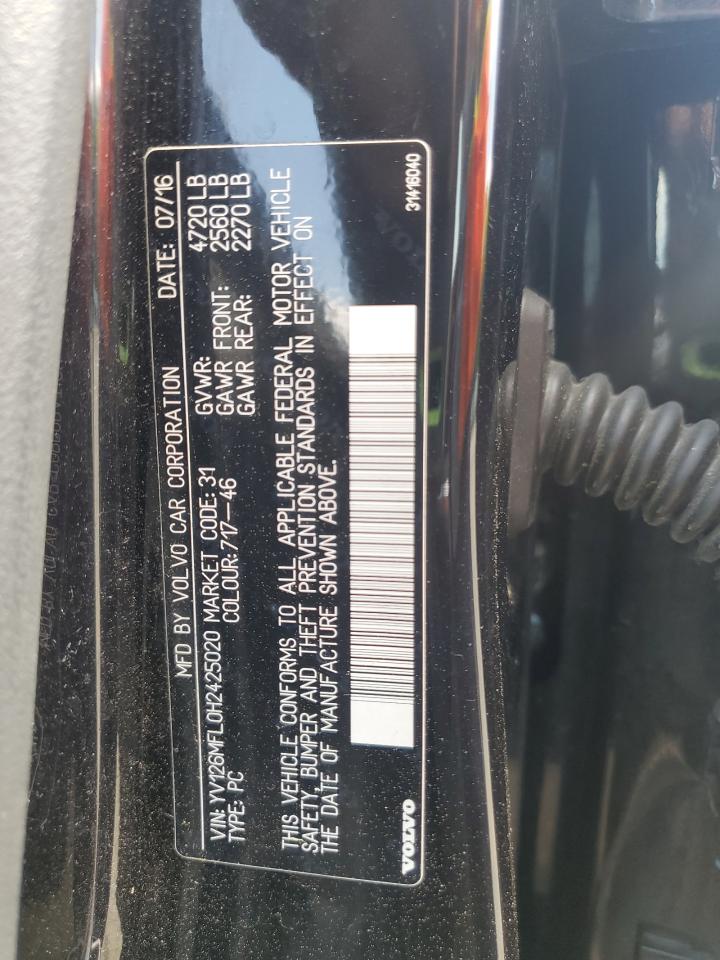 MFD BY VOLVO CAR CORPORATION DATE: 07/16
VIN: YV126MFL0H2425020 MARKET CODE: 31 GVWR: 4720 LB
TYPE: PC COLOUR: 717-46 GAWR FRONT: 2560 LB
GAWR REAR: 2270 LB
THIS VEHICLE CONFORMS TO ALL APPLICABLE FEDERAL MOTOR VEHICLE
SAFETY, BUMPER AND THEFT PREVENTION STANDARDS IN EFFECT ON
THE DATE OF MANUFACTURE SHOWN ABOVE.
VOLVO 31416040